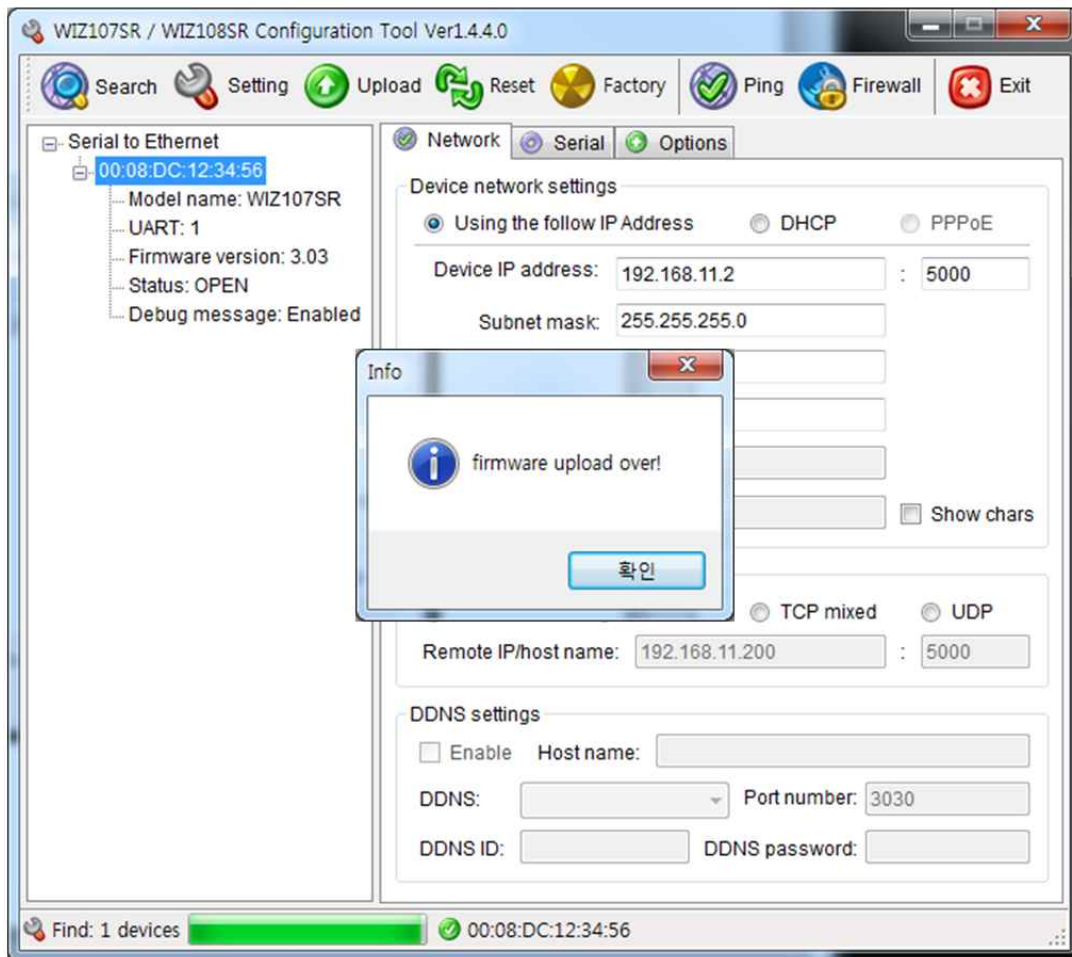 WIZ107SR / WIZ108SR Configuration Tool Ver1.4.4.0
Search Setting Upload Reset Factory Ping Firewall Exit
Serial to Ethernet
00:08:DC:12:34:56
Model name: WIZ107SR
UART: 1
Firmware version: 3.03
Status: OPEN
Debug message: Enabled
Network Serial Options
Device network settings
Using the follow IP Address DHCP PPPoE
Device IP address: 192.168.11.2 : 5000
Subnet mask: 255.255.255.0
Info
firmware upload over!
확인
Show chars
TCP mixed UDP
Remote IP/host name: 192.168.11.200 : 5000
DDNS settings
Enable Host name:
DDNS: Port number: 3030
DDNS ID: DDNS password:
Find: 1 devices 00:08:DC:12:34:56